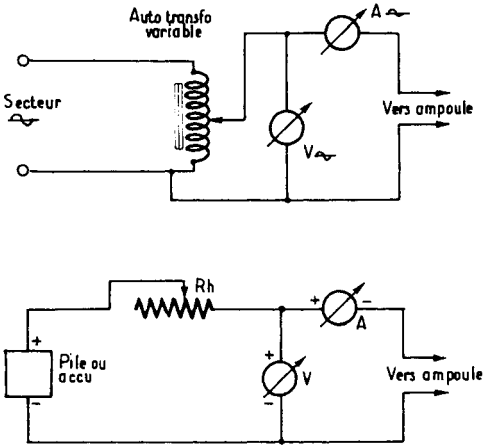 Auto transfo
variable
A
Secteur
Vers ampoule
V
Rh
+ -
A
+
Pile ou
accu
-
+
V
-
Vers ampoule